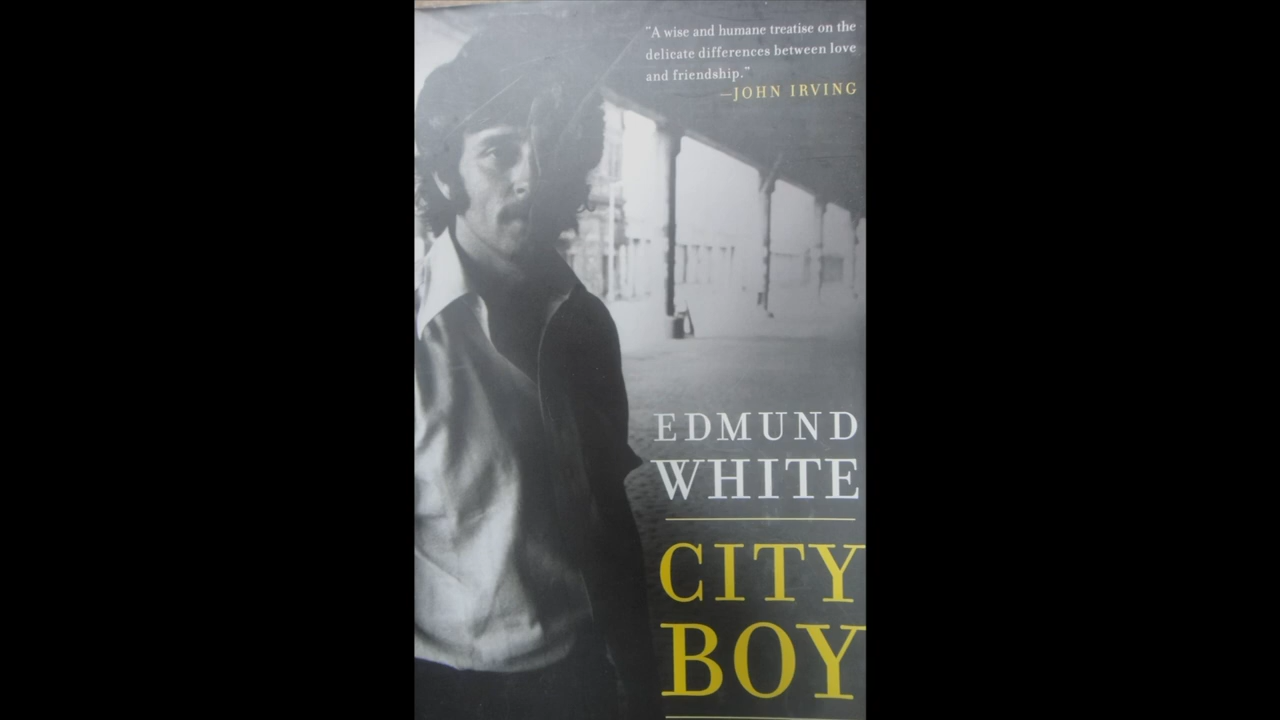 “A wise and humane treatise on the
delicate differences between love
and friendship.”
—JOHN IRVING
EDMUND
WHITE
CITY
BOY